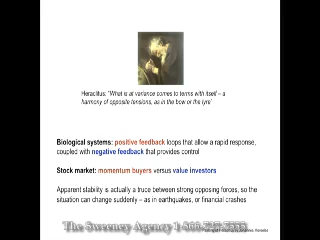 Heraclitus: "What is at variance comes to terms with itself – a
harmony of opposite tensions, as in the bow or the lyre'
Biological systems: positive feedback loops that allow a rapid response,
coupled with negative feedback that provides control
Stock market: momentum buyers versus value investors
Apparent stability is actually a truce between strong opposing forces, so the
situation can change suddenly – as in earthquakes, or financial crashes
The Sweeney Agency 1-866